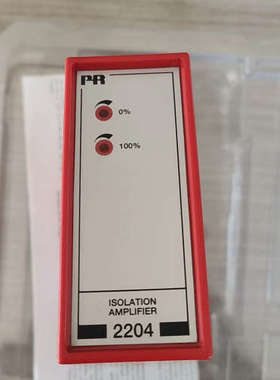 PR
0%
100%
ISOLATION
AMPLIFIER
2204